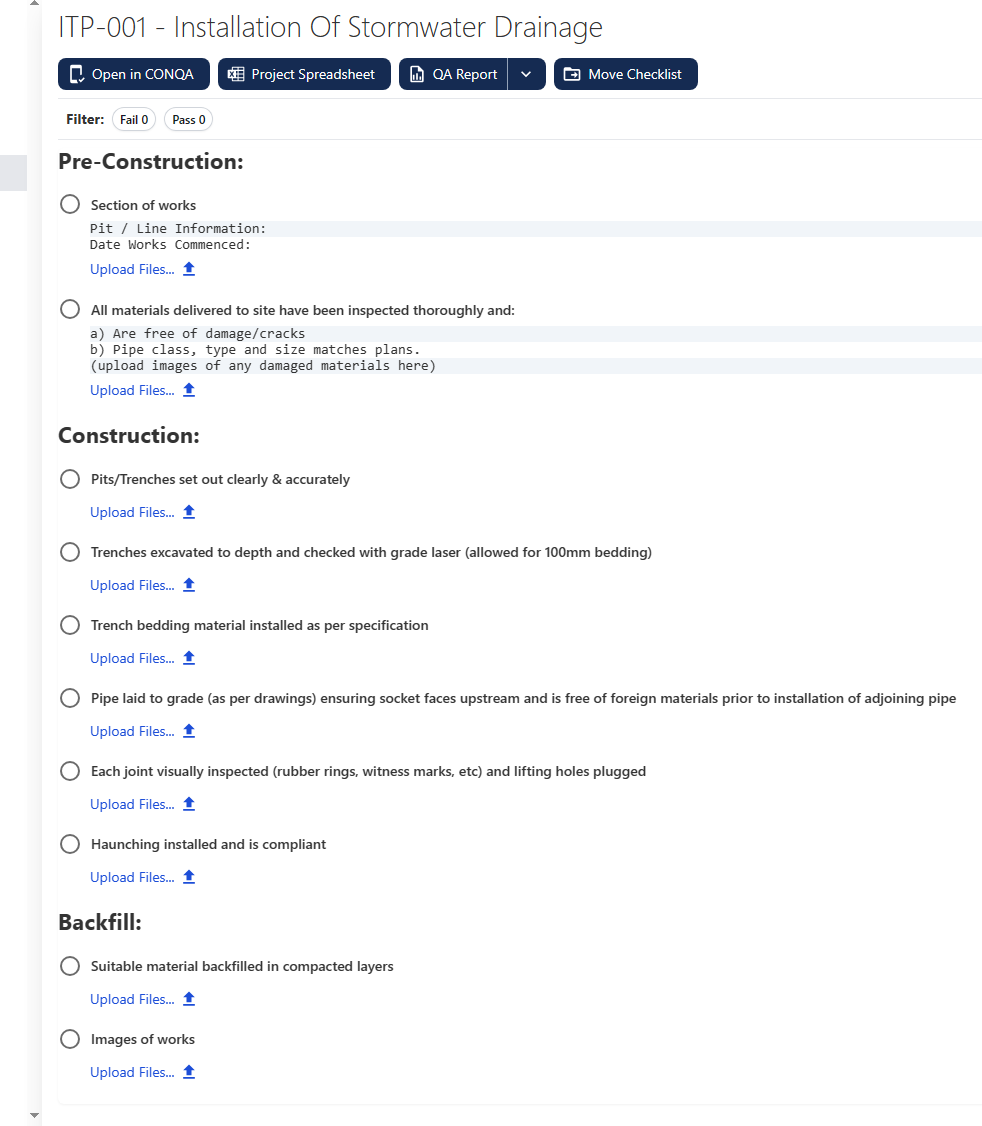 ITP-001 - Installation Of Stormwater Drainage
Open in CONQA
Project Spreadsheet
QA Report
Move Checklist
Filter:
Fail 0
Pass 0
Pre-Construction:
Section of works
Pit / Line Information:
Date Works Commenced:
Upload Files...
All materials delivered to site have been inspected thoroughly and:
a) Are free of damage/cracks
b) Pipe class, type and size matches plans.
(upload images of any damaged materials here)
Upload Files...
Construction:
Pits/Trenches set out clearly & accurately
Upload Files...
Trenches excavated to depth and checked with grade laser (allowed for 100mm bedding)
Upload Files...
Trench bedding material installed as per specification
Upload Files...
Pipe laid to grade (as per drawings) ensuring socket faces upstream and is free of foreign materials prior to installation of adjoining pipe
Upload Files...
Each joint visually inspected (rubber rings, witness marks, etc) and lifting holes plugged
Upload Files...
Haunching installed and is compliant
Upload Files...
Backfill:
Suitable material backfilled in compacted layers
Upload Files...
Images of works
Upload Files...